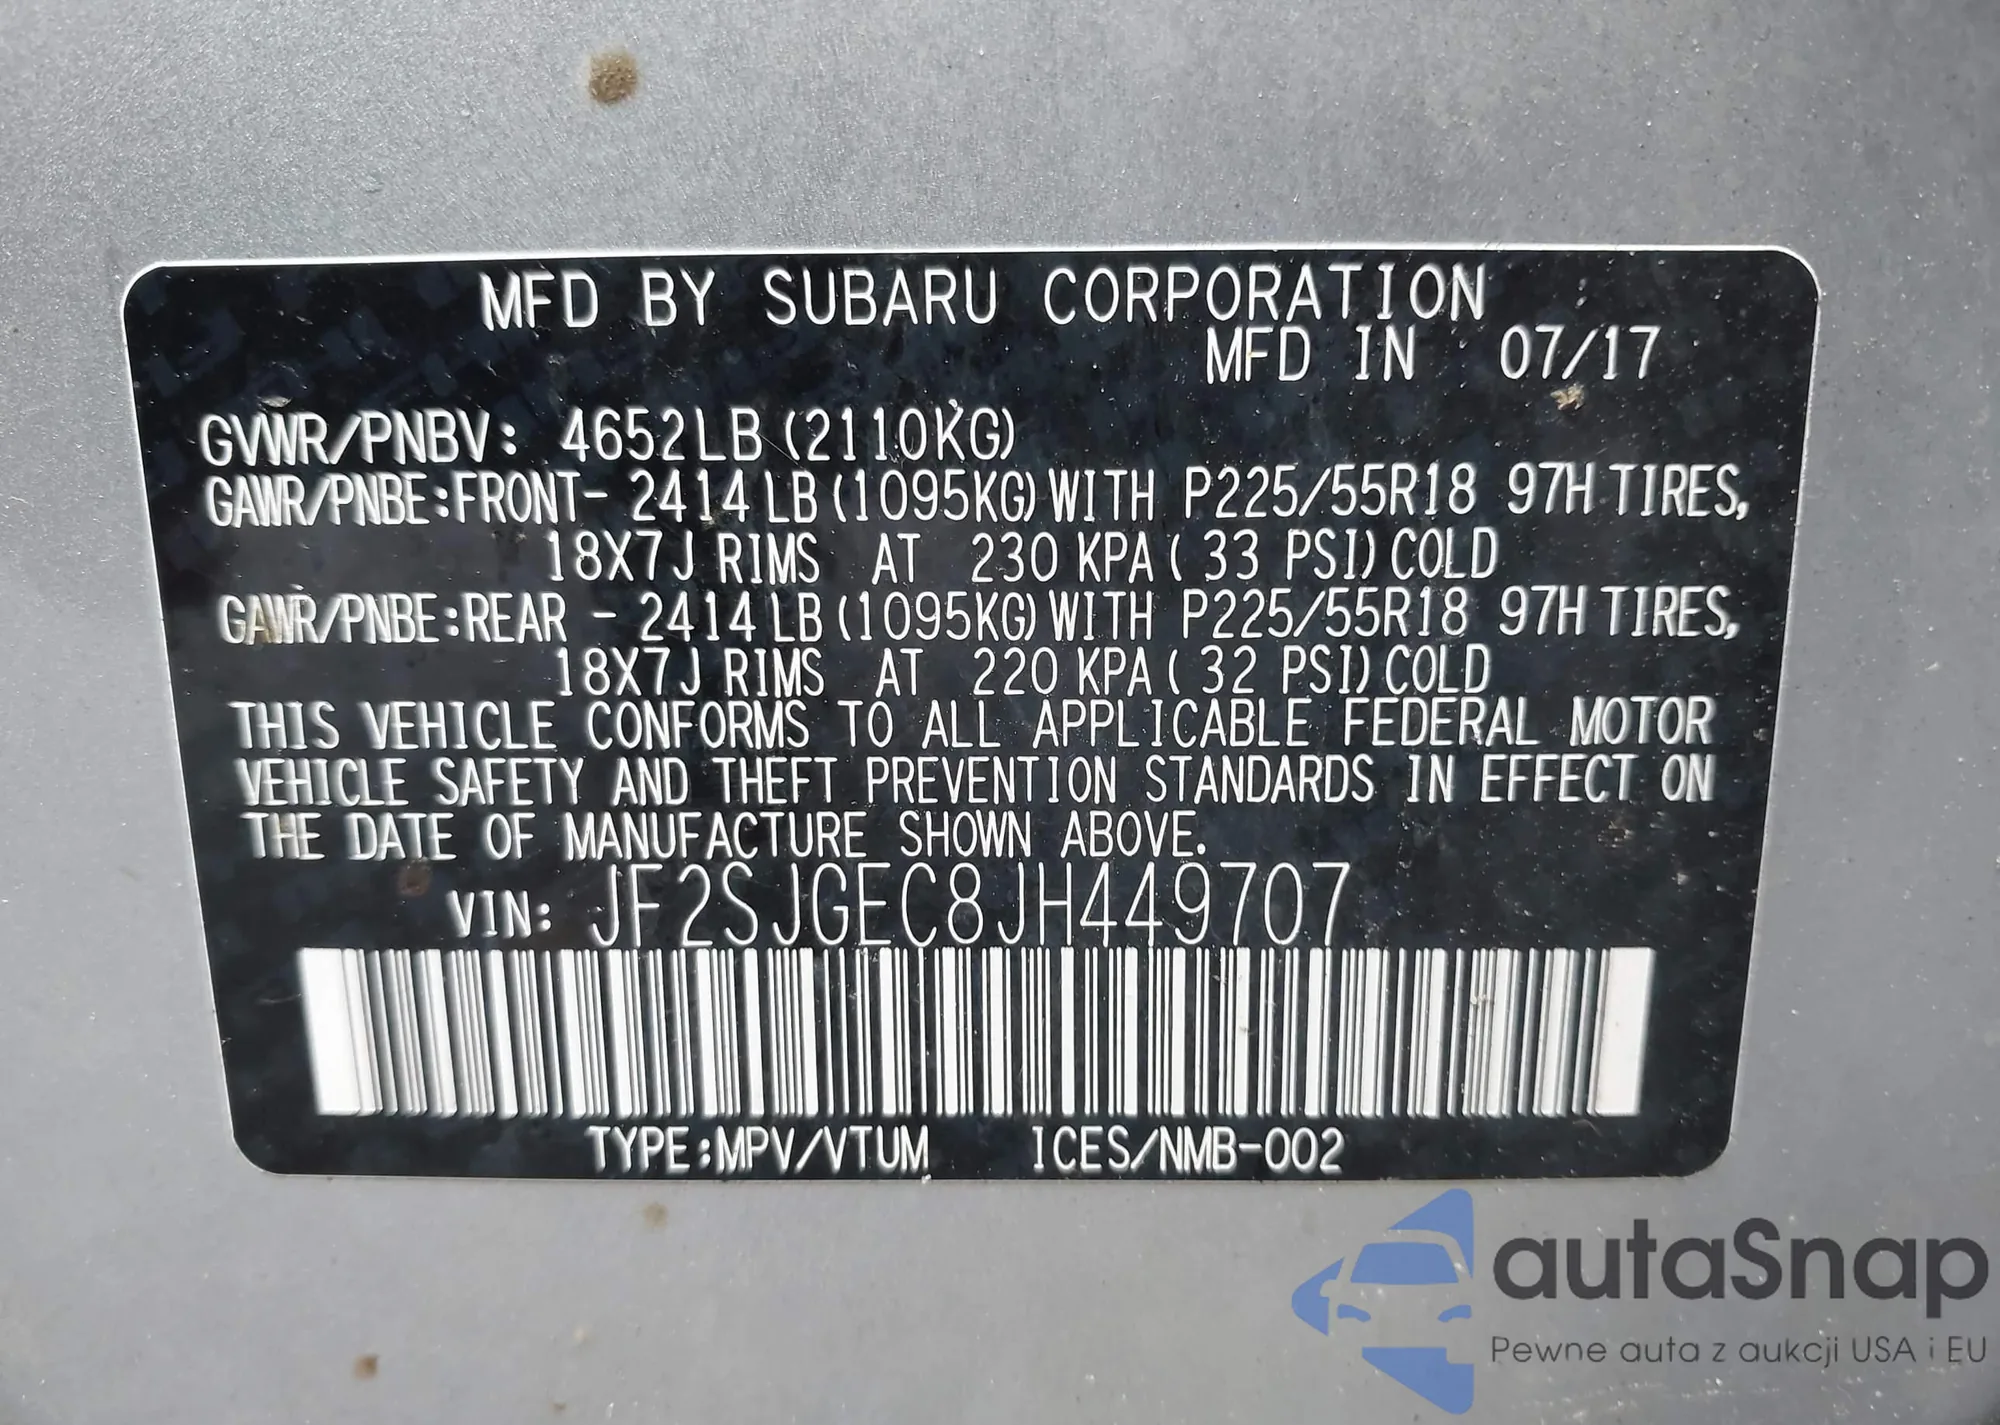 MFD BY SUBARU CORPORATION
MFD IN 07/17
GVWR/PNBV: 4652LB (2110KG)
GAWR/PNBE:FRONT- 2414 LB (1095KG) WITH P225/55R18 97H TIRES,
18X7J RIMS AT 230 KPA ( 33 PSI) COLD
GAWR/PNBE:REAR - 2414 LB (1095KG) WITH P225/55R18 97H TIRES,
18X7J RIMS AT 220 KPA ( 32 PSI) COLD
THIS VEHICLE CONFORMS TO ALL APPLICABLE FEDERAL MOTOR
VEHICLE SAFETY AND THEFT PREVENTION STANDARDS IN EFFECT ON
THE DATE OF MANUFACTURE SHOWN ABOVE.
VIN: JF2SJGEC8JH449707
TYPE:MPV/VTUM ICES/NMB-002
autaSnap
Pewne auta z aukcji USA i EU